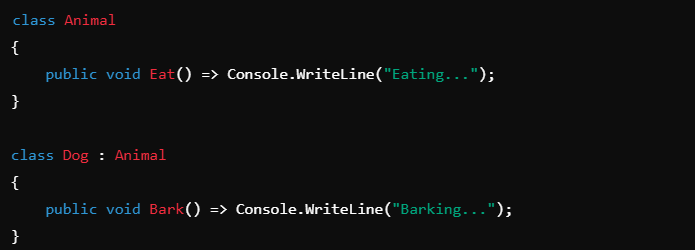 class Animal
{
    public void Eat() => Console.WriteLine("Eating...");
}
class Dog : Animal
{
    public void Bark() => Console.WriteLine("Barking...");
}